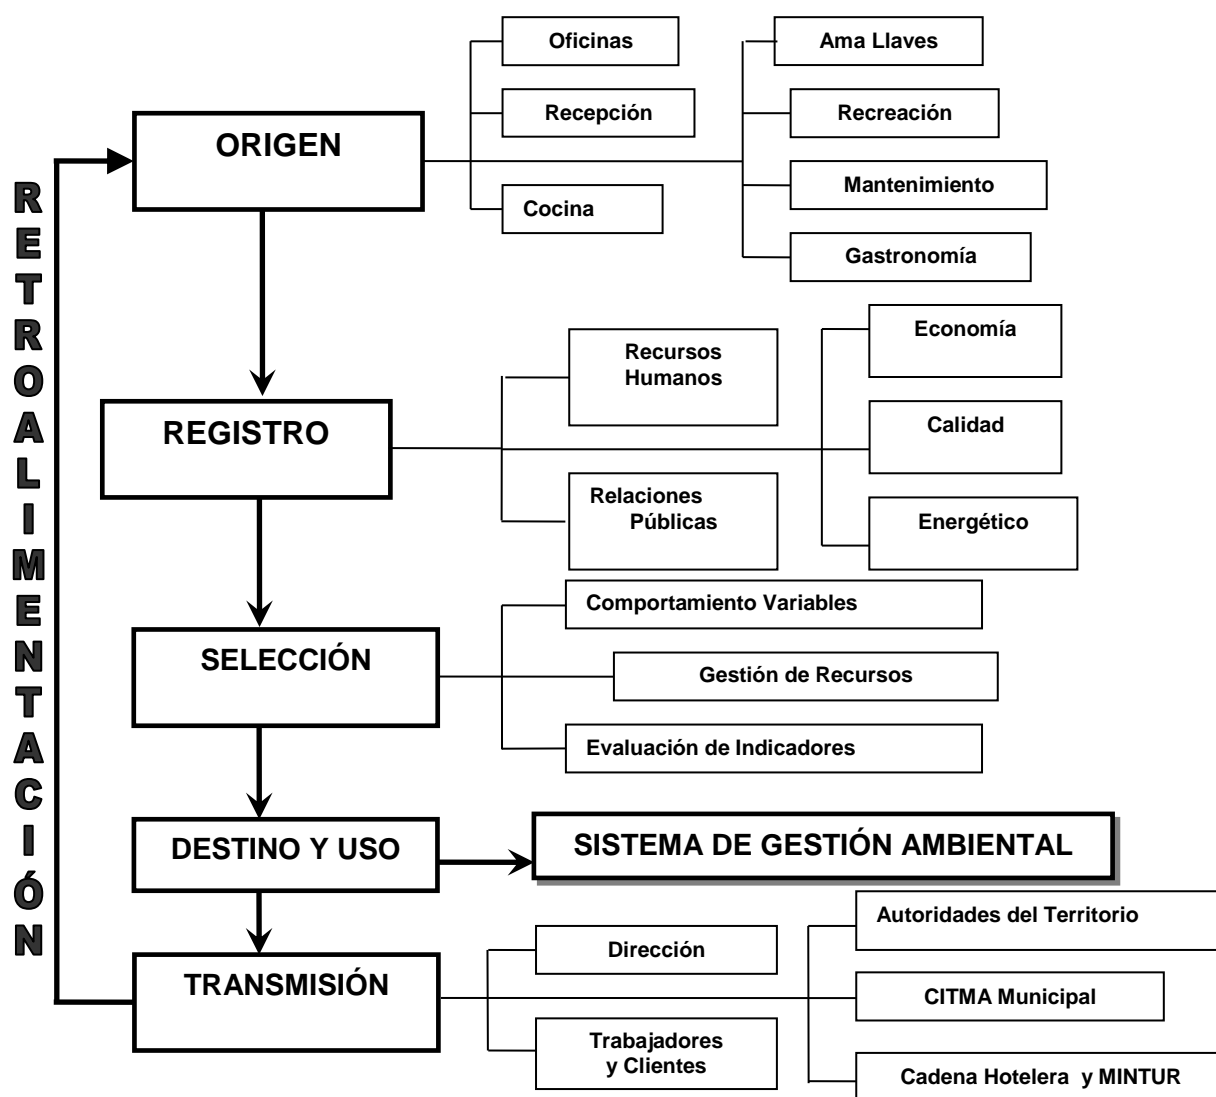 RETROALIMENTACIÓN
ORIGEN
Oficinas
Recepción
Cocina
Ama Llaves
Recreación
Mantenimiento
Gastronomía
REGISTRO
Recursos
Humanos
Relaciones
Públicas
Economía
Calidad
Energético
SELECCIÓN
Comportamiento Variables
Gestión de Recursos
Evaluación de Indicadores
DESTINO Y USO
SISTEMA DE GESTIÓN AMBIENTAL
TRANSMISIÓN
Dirección
Trabajadores
y Clientes
Autoridades del Territorio
CITMA Municipal
Cadena Hotelera y MINTUR